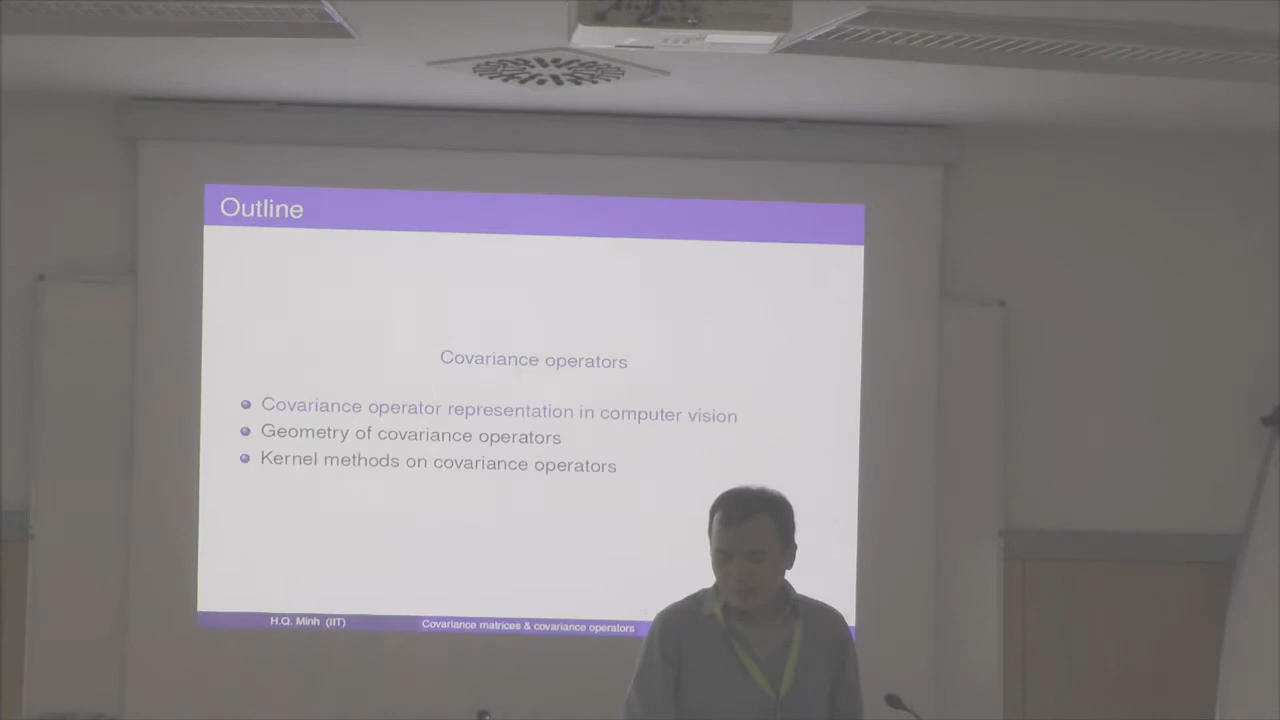 Outline
Covariance operators
Covariance operator representation in computer vision
Geometry of covariance operators
Kernel methods on covariance operators
H.Q. Minh (IIT) Covariance matrices & covariance operators